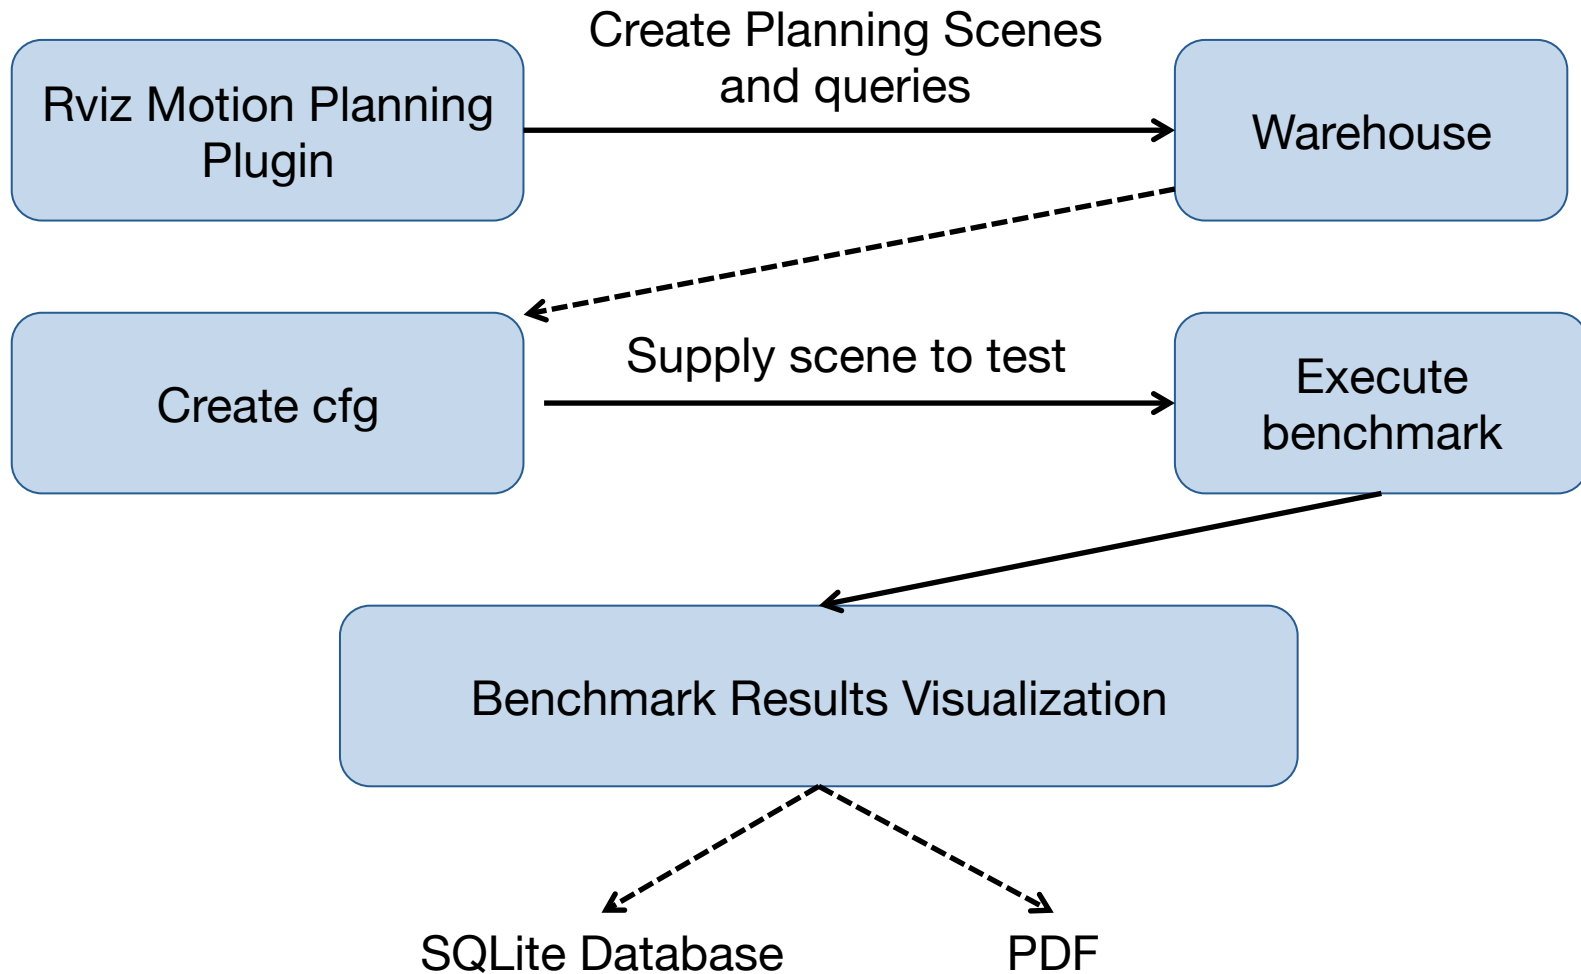 Create Planning Scenes
and queries
Rviz Motion Planning
Plugin
Warehouse
Supply scene to test
Create cfg
Execute
benchmark
Benchmark Results Visualization
SQLite Database
PDF